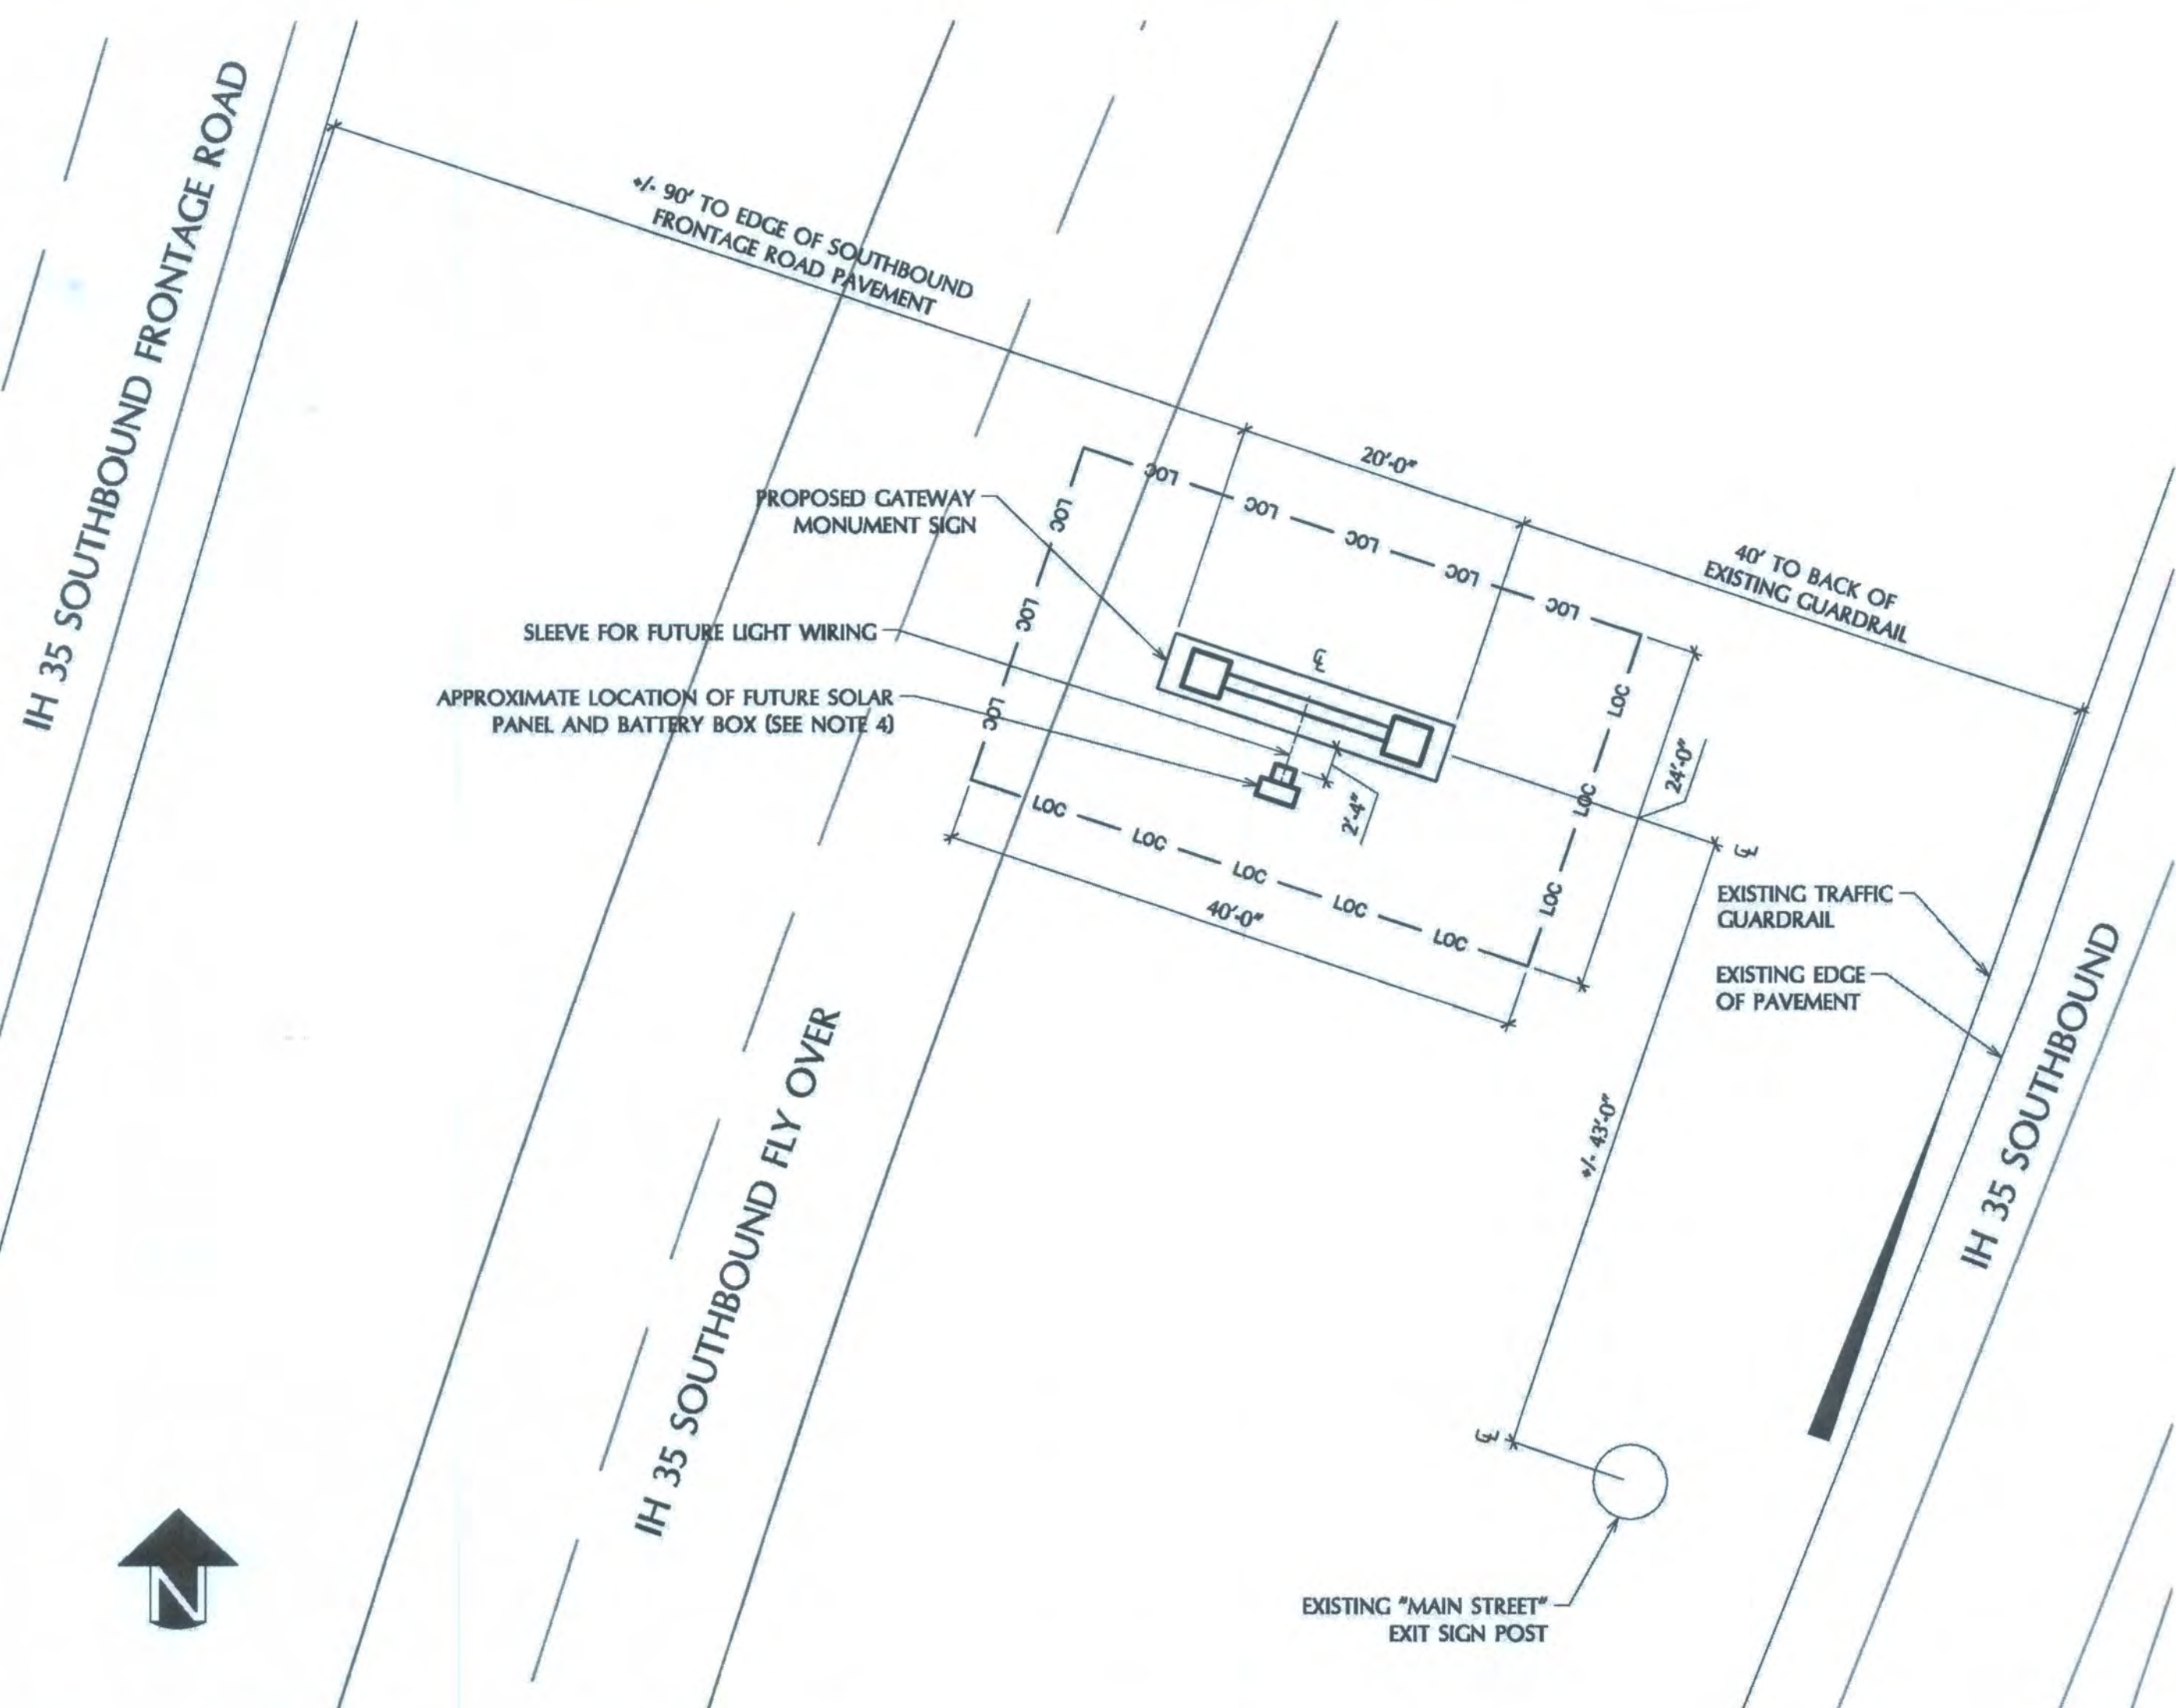 IH 35 SOUTHBOUND FRONTAGE ROAD
+/- 90' TO EDGE OF SOUTHBOUND
FRONTAGE ROAD PAVEMENT
20'-0"
40' TO BACK OF
EXISTING GUARDRAIL
PROPOSED GATEWAY
MONUMENT SIGN
SLEEVE FOR FUTURE LIGHT WIRING
APPROXIMATE LOCATION OF FUTURE SOLAR
PANEL AND BATTERY BOX (SEE NOTE 4)
LOC
LOC
LOC
LOC
LOC
LOC
LOC
LOC
℄
LOC
LOC
LOC
LOC
LOC
LOC
LOC
LOC
24'-0"
2'-4"
℄
40'-0"
EXISTING TRAFFIC
GUARDRAIL
EXISTING EDGE
OF PAVEMENT
IH 35 SOUTHBOUND
IH 35 SOUTHBOUND FLY OVER
+/- 43'-0"
℄
EXISTING "MAIN STREET"
EXIT SIGN POST
N